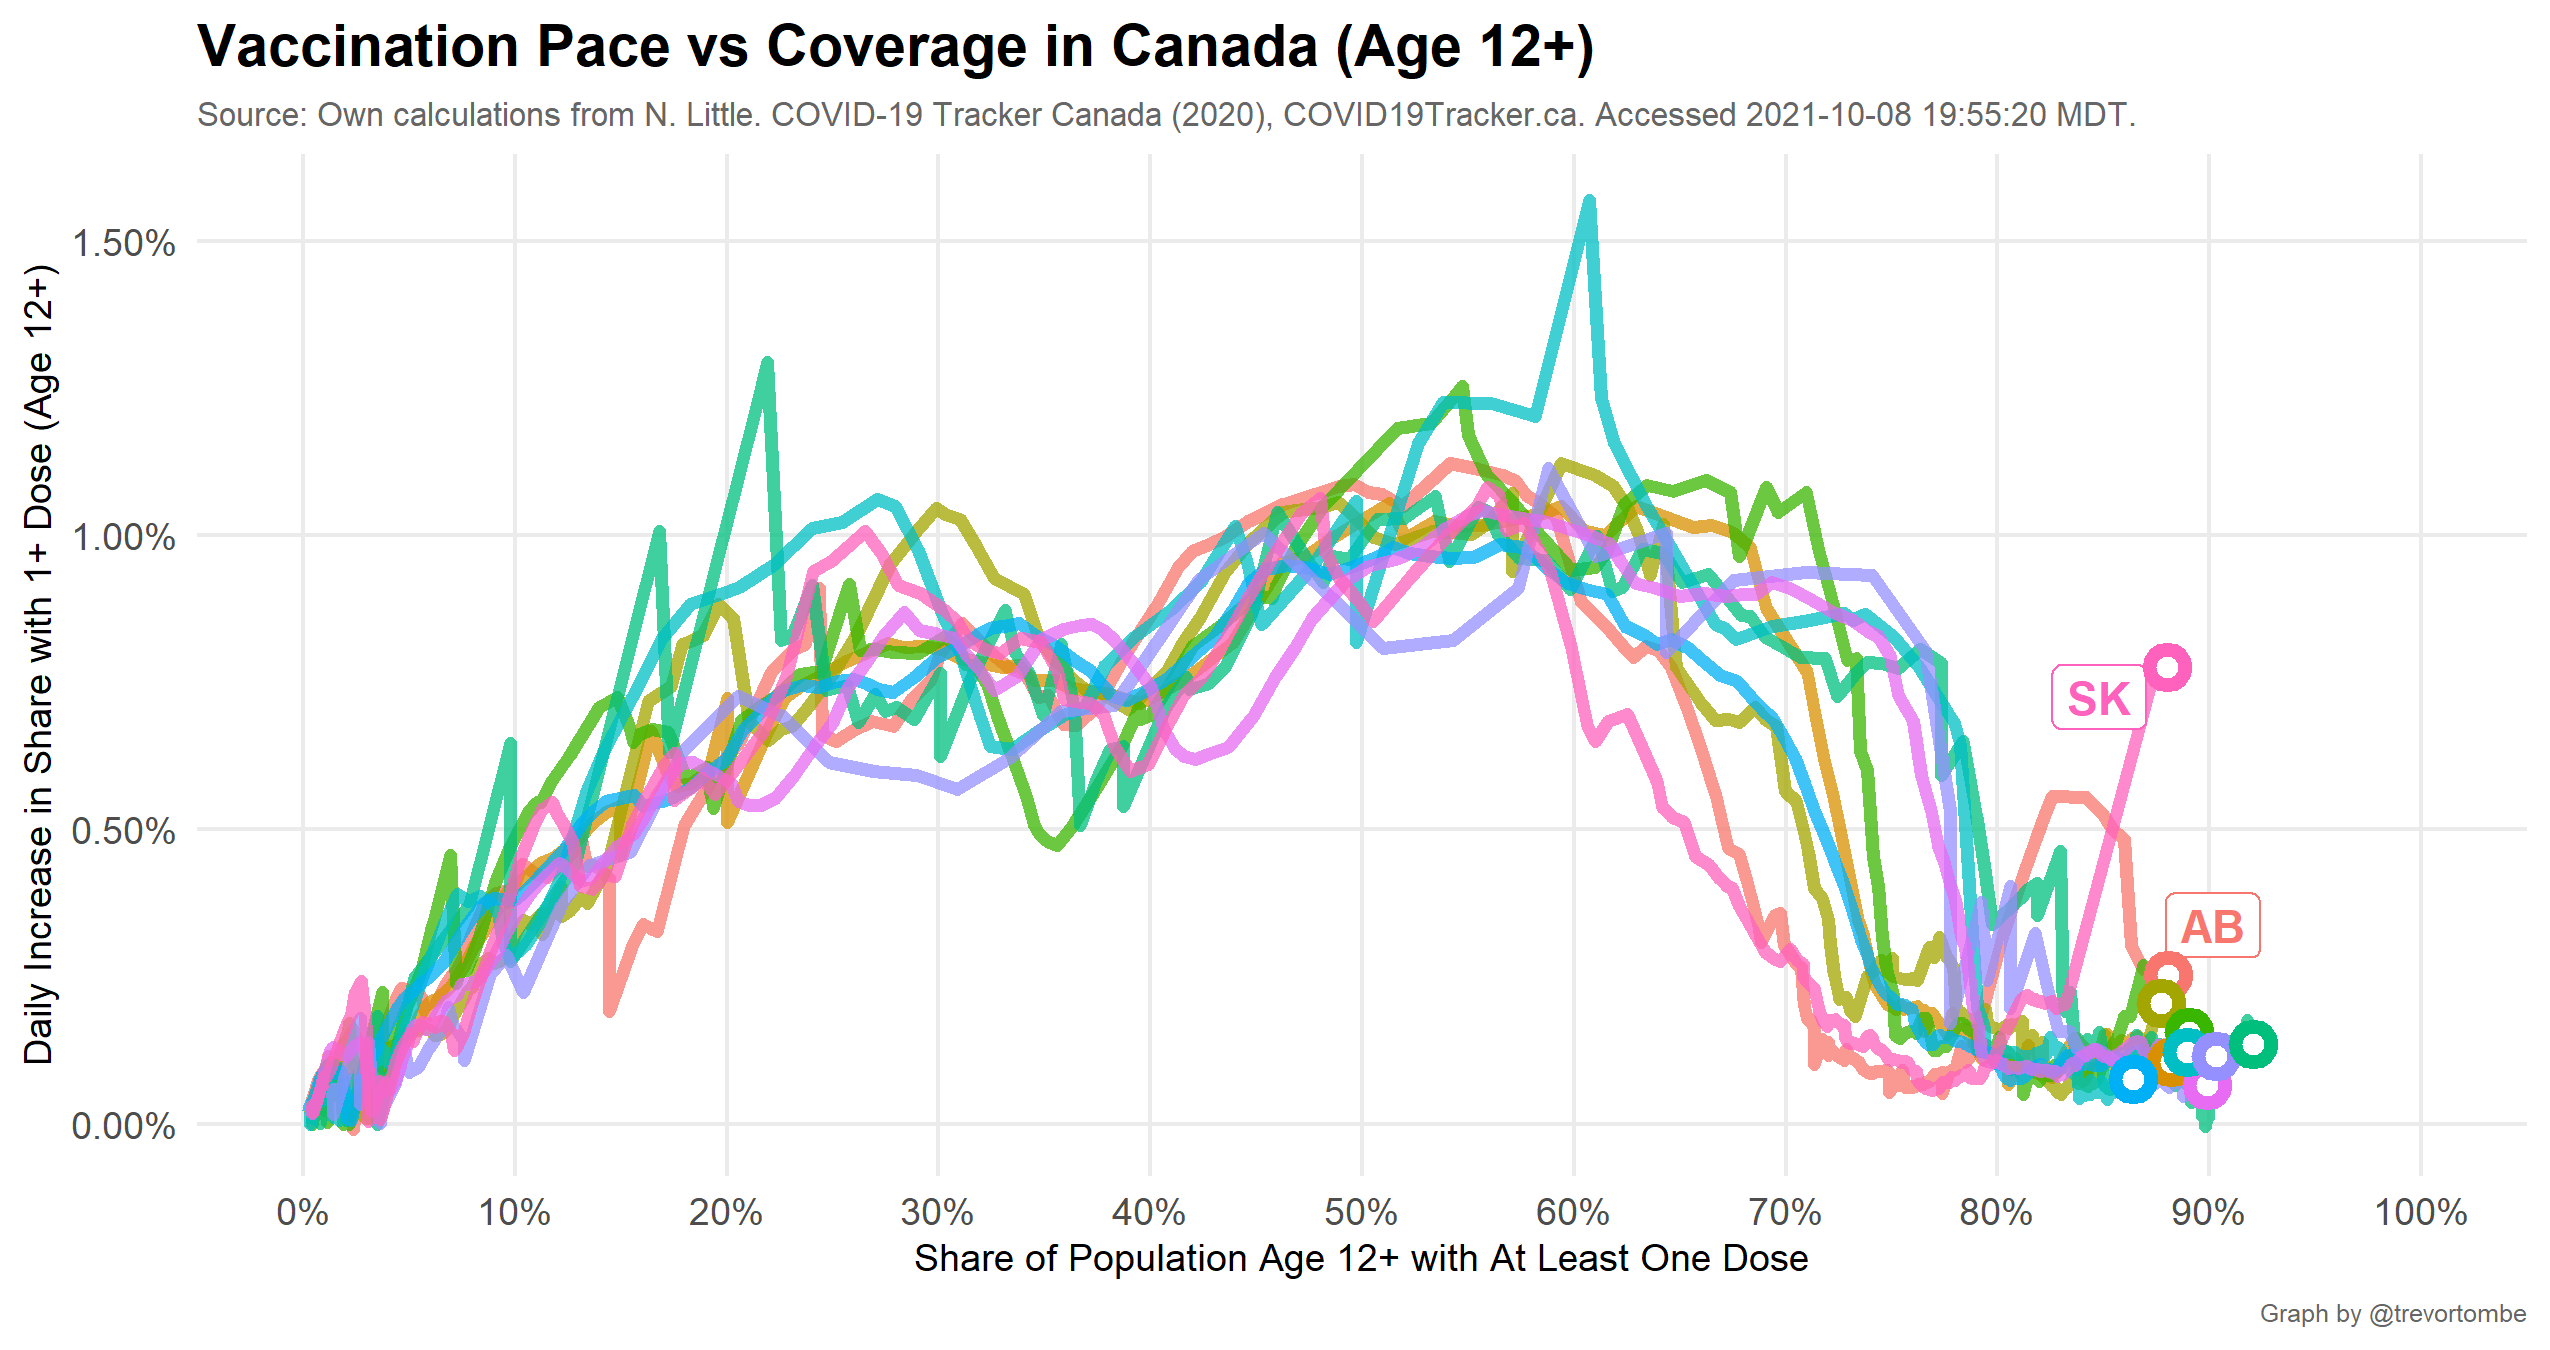 Vaccination Pace vs Coverage in Canada (Age 12+)
Source: Own calculations from N. Little. COVID-19 Tracker Canada (2020), COVID19Tracker.ca. Accessed 2021-10-08 19:55:20 MDT.
Daily Increase in Share with 1+ Dose (Age 12+)
1.50%
1.00%
0.50%
0.00%
SK
AB
0% 10% 20% 30% 40% 50% 60% 70% 80% 90% 100%
Share of Population Age 12+ with At Least One Dose
Graph by @trevortombe